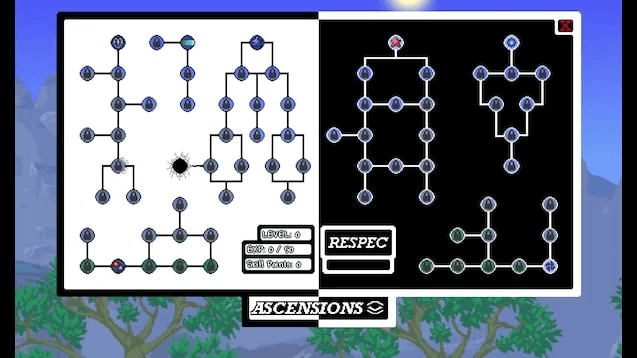 X
LEVEL: 0
EXP: 0 / 50
Skill Points: 0
RESPEC
ASCENSIONS